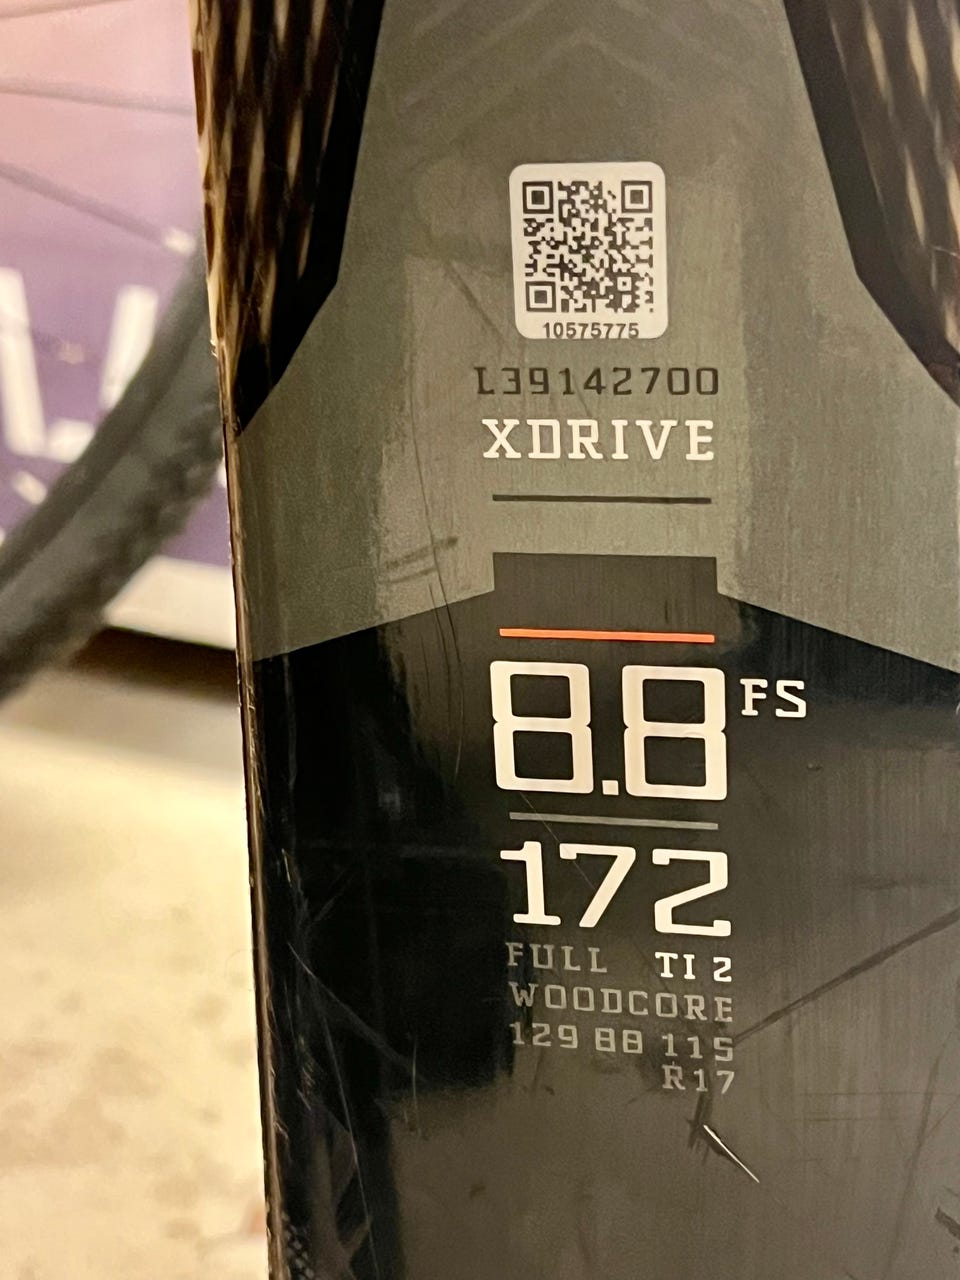 10575775
L39142700
XDRIVE
8.8 FS
172
FULL TI 2
WOODCORE
129 88 115
R17